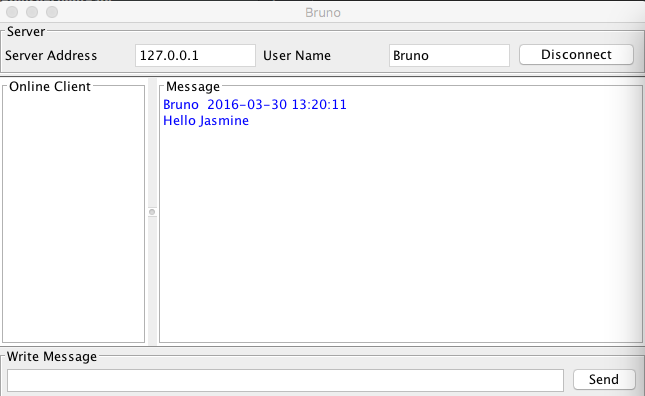 Bruno
Server
Server Address 127.0.0.1 User Name Bruno Disconnect
Online Client
Message
Bruno 2016-03-30 13:20:11
Hello Jasmine
Write Message
Send